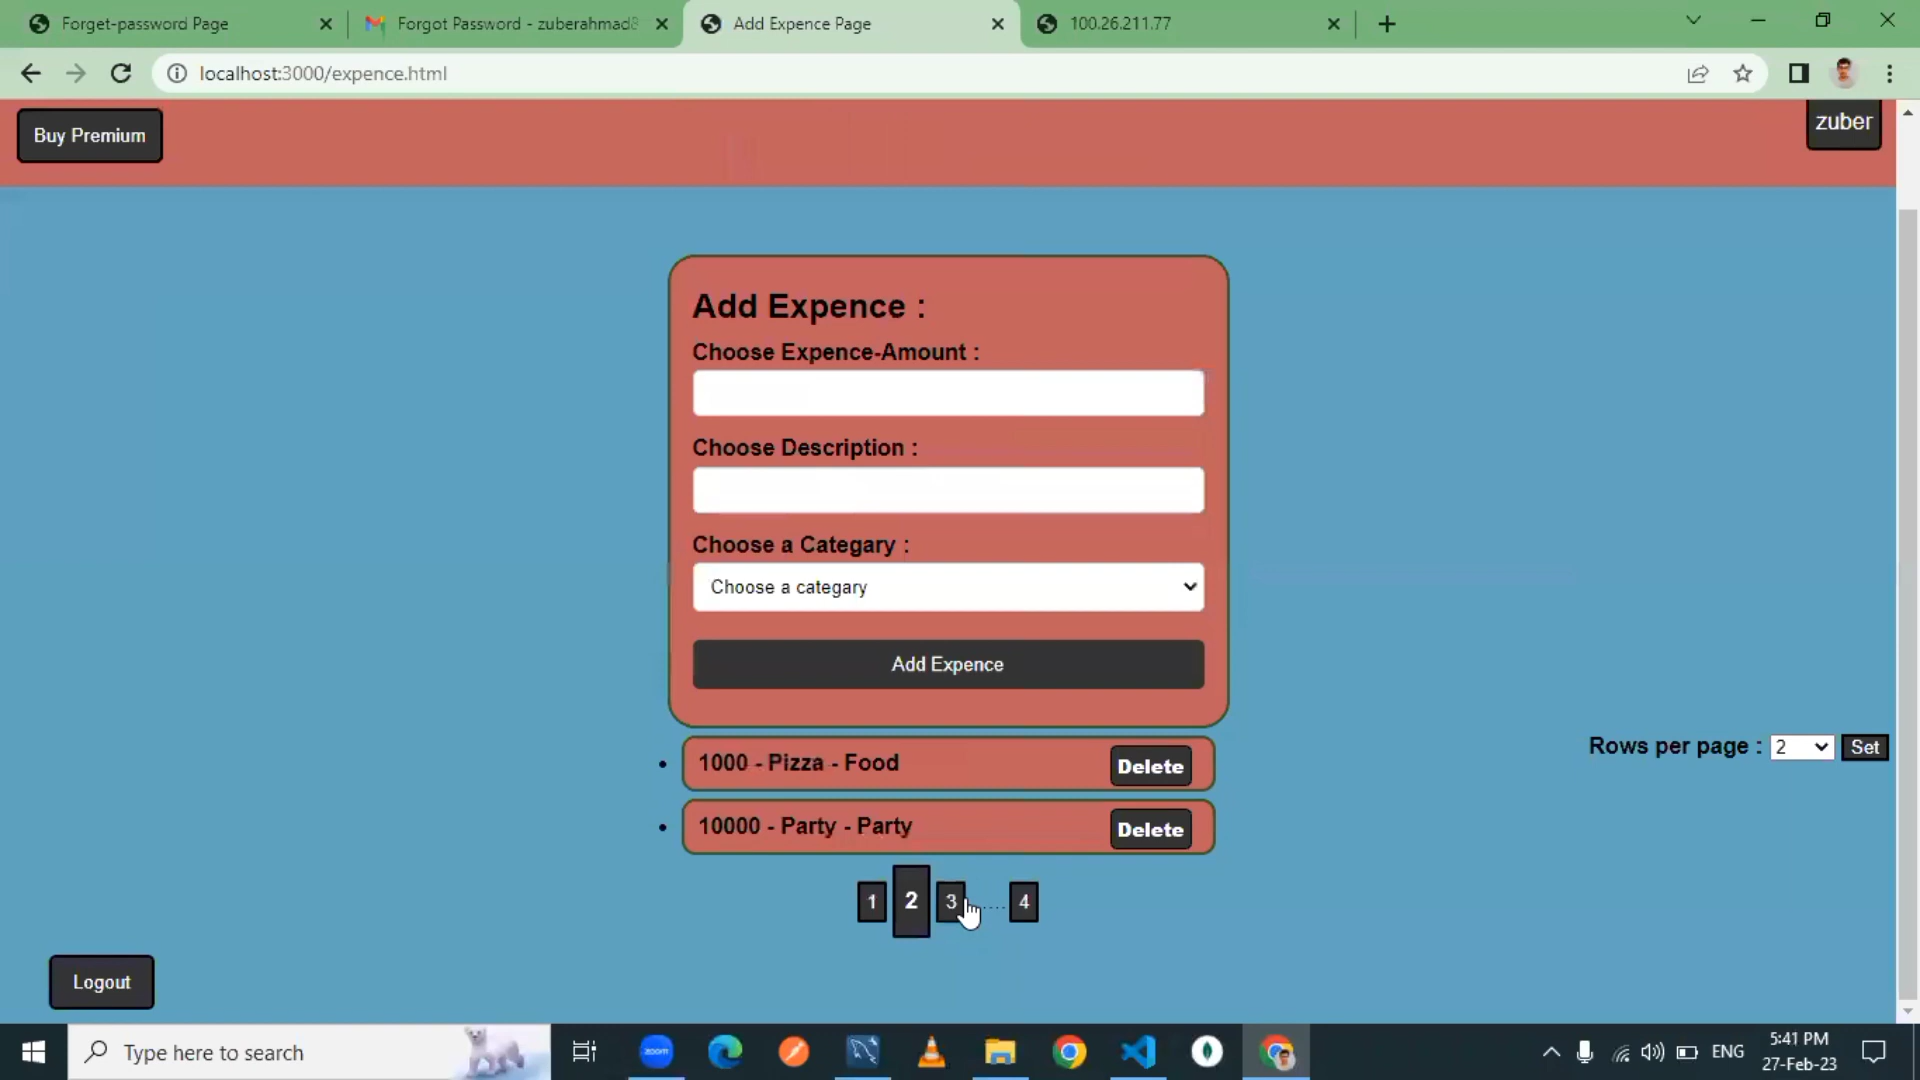 Forget-password Page
Forgot Password - zuberahmad8
Add Expence Page
100.26.211.77
localhost:3000/expence.html
Buy Premium
zuber
Add Expence :
Choose Expence-Amount :
Choose Description :
Choose a Categary :
Choose a categary
Add Expence
1000 - Pizza - Food
Delete
Rows per page : 2 Set
10000 - Party - Party
Delete
1 2 3 ..... 4
Logout
Type here to search
zoom
ENG
5:41 PM
27-Feb-23